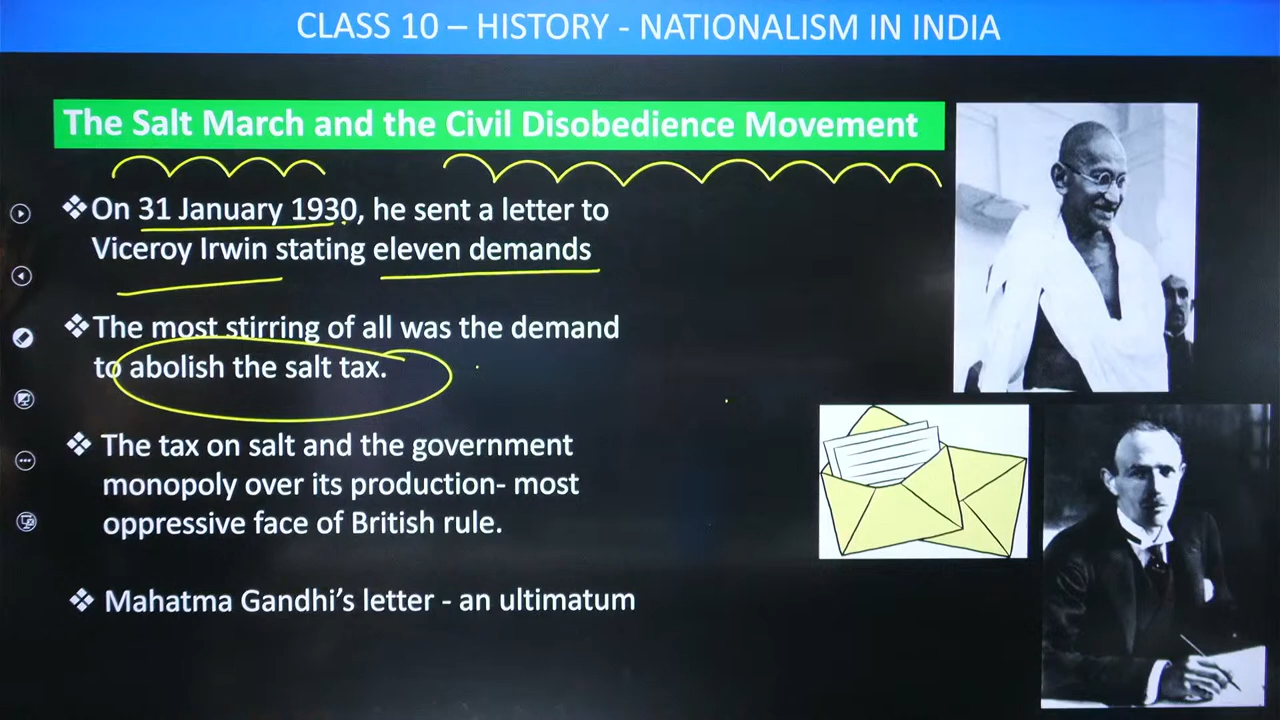 CLASS 10 – HISTORY - NATIONALISM IN INDIA
The Salt March and the Civil Disobedience Movement
❖On 31 January 1930, he sent a letter to
Viceroy Irwin stating eleven demands
❖The most stirring of all was the demand
to abolish the salt tax.
❖ The tax on salt and the government
monopoly over its production- most
oppressive face of British rule.
❖ Mahatma Gandhi’s letter - an ultimatum